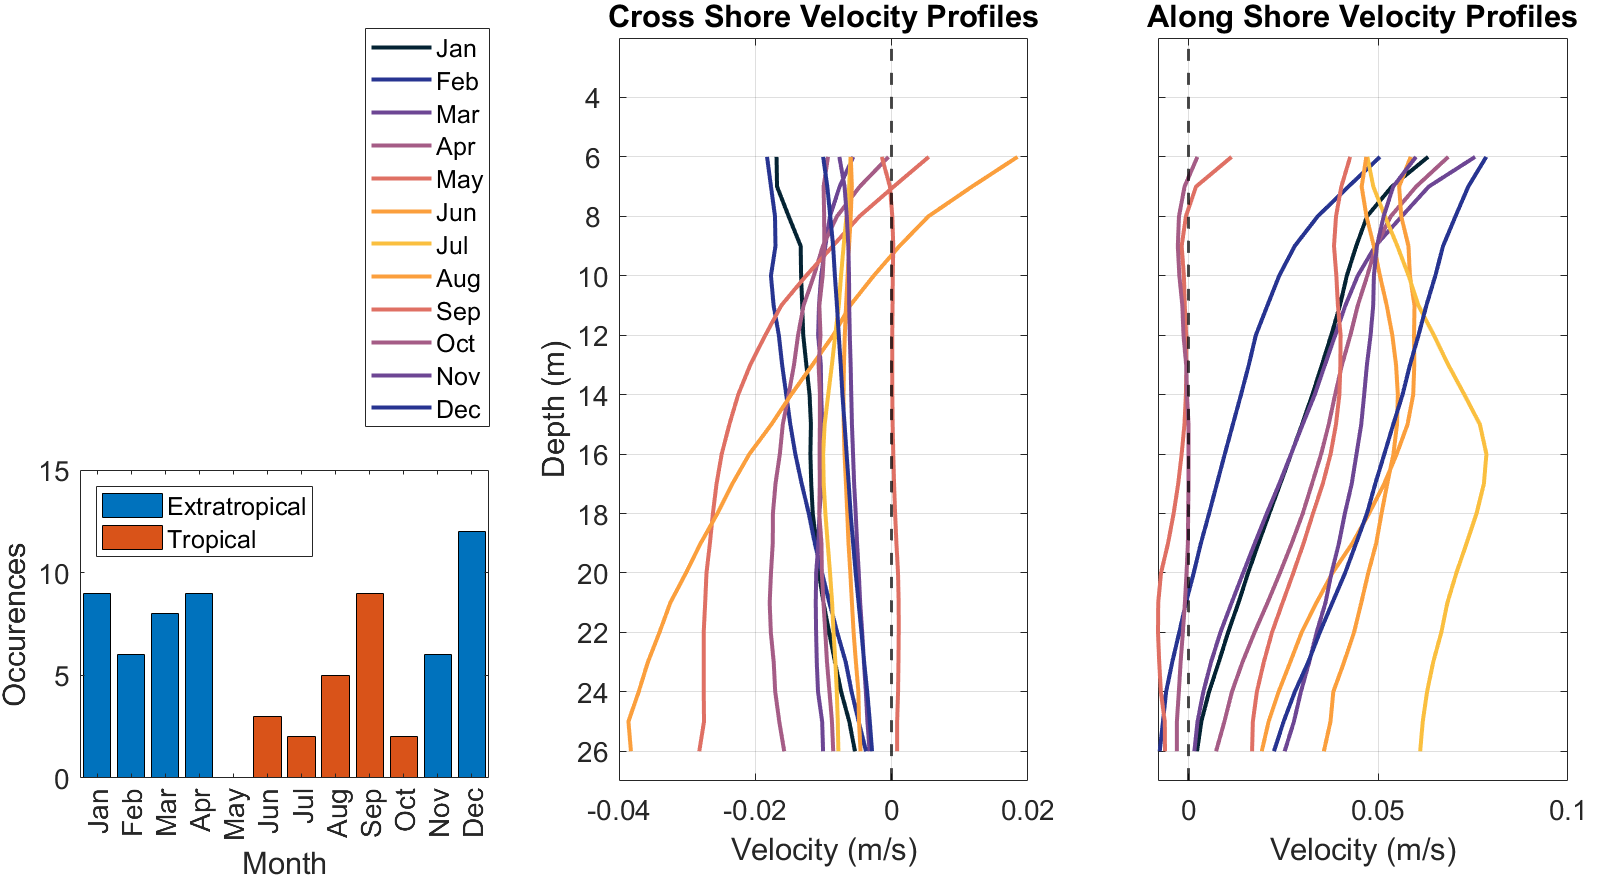 Cross Shore Velocity Profiles
Along Shore Velocity Profiles
Jan
Feb
Mar
Apr
May
Jun
Jul
Aug
Sep
Oct
Nov
Dec
15
10
5
0
Occurences
Extratropical
Tropical
Jan
Feb
Mar
Apr
May
Jun
Jul
Aug
Sep
Oct
Nov
Dec
Month
4
6
8
10
12
14
16
18
20
22
24
26
Depth (m)
-0.04
-0.02
0
0.02
Velocity (m/s)
0
0.05
0.1
Velocity (m/s)